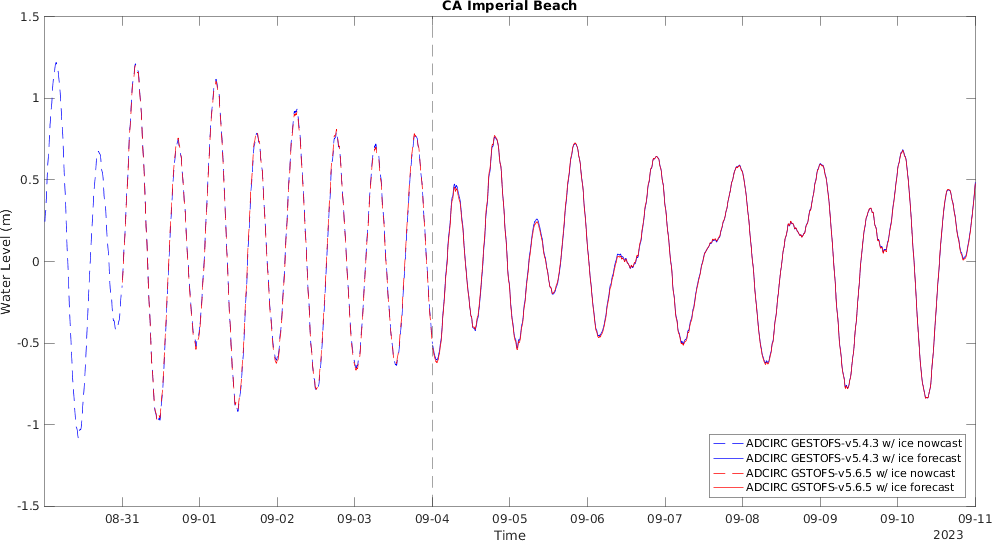 CA Imperial Beach
Water Level (m)
1.5
1
0.5
0
-0.5
-1
-1.5
08-31 09-01 09-02 09-03 09-04 09-05 09-06 09-07 09-08 09-09 09-10 09-11
Time
2023
ADCIRC GESTOFS-v5.4.3 w/ ice nowcast
ADCIRC GESTOFS-v5.4.3 w/ ice forecast
ADCIRC GSTOFS-v5.6.5 w/ ice nowcast
ADCIRC GSTOFS-v5.6.5 w/ ice forecast